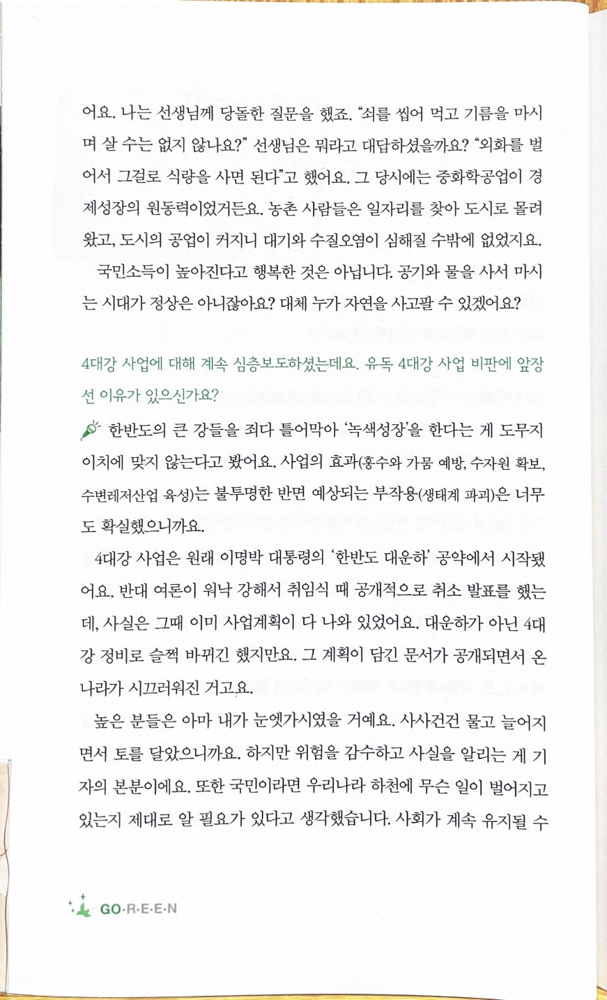 어요. 나는 선생님께 당돌한 질문을 했죠. “쇠를 씹어 먹고 기름을 마시
며 살 수는 없지 않나요?” 선생님은 뭐라고 대답하셨을까요? “외화를 벌
어서 그걸로 식량을 사면 된다”고 했어요. 그 당시에는 중화학공업이 경
제성장의 원동력이었거든요. 농촌 사람들은 일자리를 찾아 도시로 몰려
왔고, 도시의 공업이 커지니 대기와 수질오염이 심해질 수밖에 없었지요.
국민소득이 높아진다고 행복한 것은 아닙니다. 공기와 물을 사서 마시
는 시대가 정상은 아니잖아요? 대체 누가 자연을 사고팔 수 있겠어요?
4대강 사업에 대해 계속 심층보도하셨는데요. 유독 4대강 사업 비판에 앞장
선 이유가 있으신가요?
한반도의 큰 강들을 죄다 틀어막아 ‘녹색성장’을 한다는 게 도무지
이치에 맞지 않는다고 봤어요. 사업의 효과(홍수와 가뭄 예방, 수자원 확보,
수변레저산업 육성)는 불투명한 반면 예상되는 부작용(생태계 파괴)은 너무
도 확실했으니까요.
4대강 사업은 원래 이명박 대통령의 ‘한반도 대운하’ 공약에서 시작됐
어요. 반대 여론이 워낙 강해서 취임식 때 공개적으로 취소 발표를 했는
데, 사실은 그때 이미 사업계획이 다 나와 있었어요. 대운하가 아닌 4대
강 정비로 슬쩍 바뀌긴 했지만요. 그 계획이 담긴 문서가 공개되면서 온
나라가 시끄러워진 거고요.
높은 분들은 아마 내가 눈엣가시였을 거예요. 사사건건 물고 늘어지
면서 토를 달았으니까요. 하지만 위험을 감수하고 사실을 알리는 게 기
자의 본분이에요. 또한 국민이라면 우리나라 하천에 무슨 일이 벌어지고
있는지 제대로 알 필요가 있다고 생각했습니다. 사회가 계속 유지될 수
GO·R·E·E·N